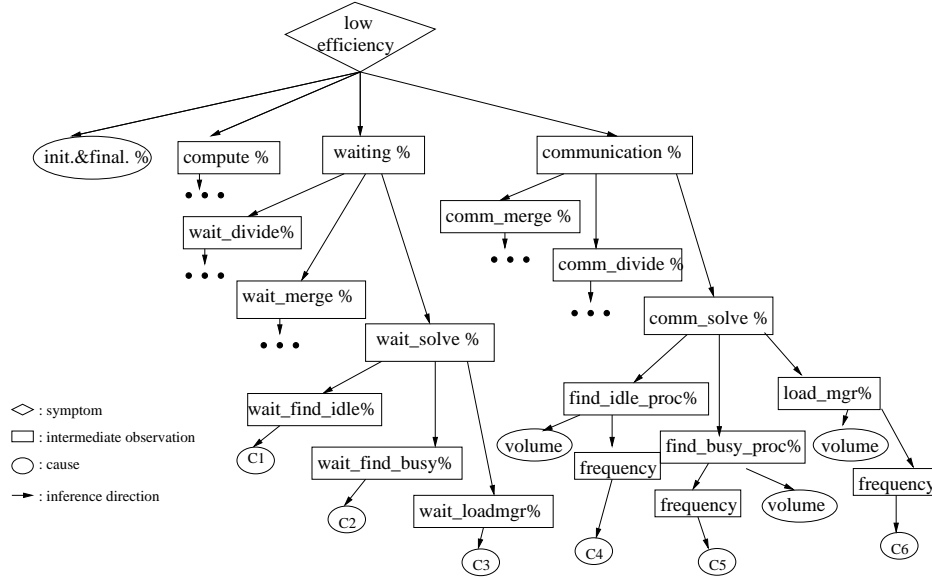 low
efficiency
init.&final. %
compute %
waiting %
communication %
wait_divide%
comm_merge %
comm_divide %
wait_merge %
comm_solve %
wait_solve %
wait_find_idle%
find_idle_proc%
load_mgr%
: symptom
: intermediate observation
: cause
: inference direction
C1
volume
find_busy_proc%
volume
wait_find_busy%
frequency
frequency
C2
wait_loadmgr%
frequency
volume
C3
C4
C5
C6